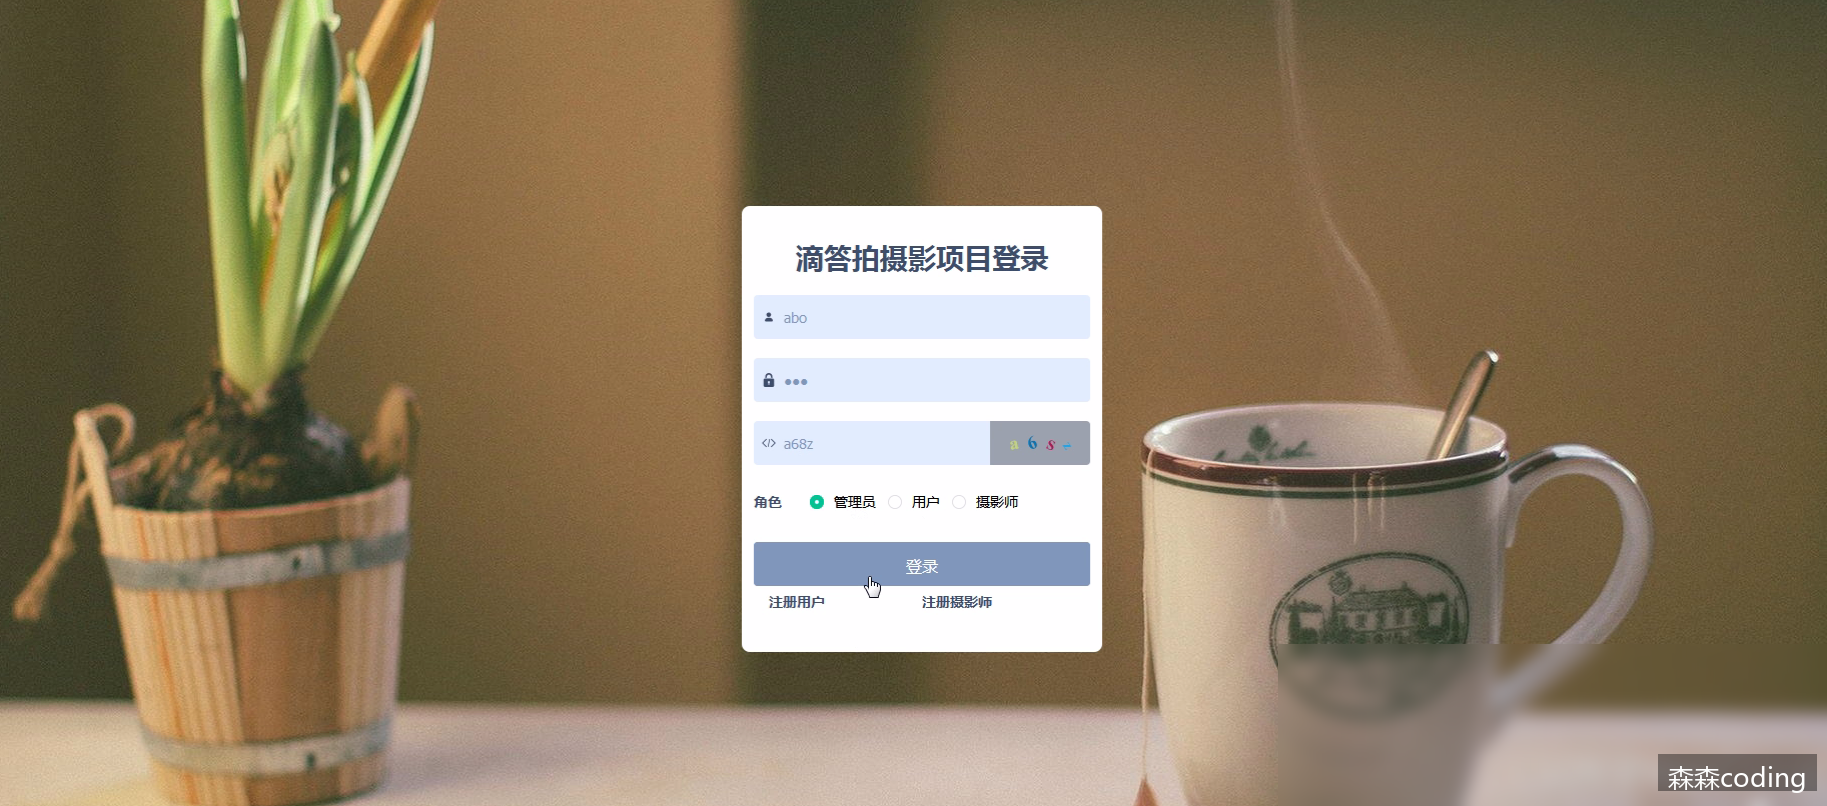 滴答拍摄影项目登录
abo
a68z
a 6 8
角色 管理员 用户 摄影师
登录
注册用户 注册摄影师
森森coding